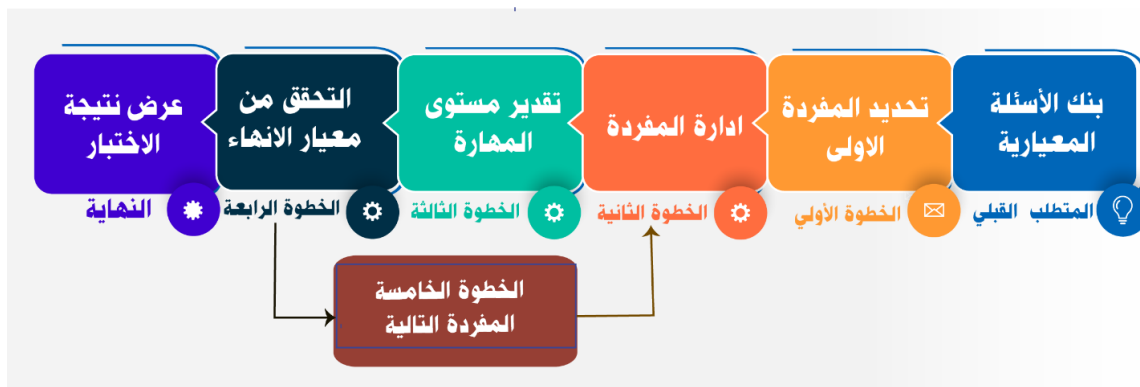 بنك الأسئلة
المعيارية
المتطلب القبلي
تحديد المفردة
الاولى
الخطوة الأولي
ادارة المفردة
الخطوة الثانية
تقدير مستوى
المهارة
الخطوة الثالثة
التحقق من
معيار الانهاء
الخطوة الرابعة
عرض نتيجة
الاختبار
النهاية
الخطوة الخامسة
المفردة التالية